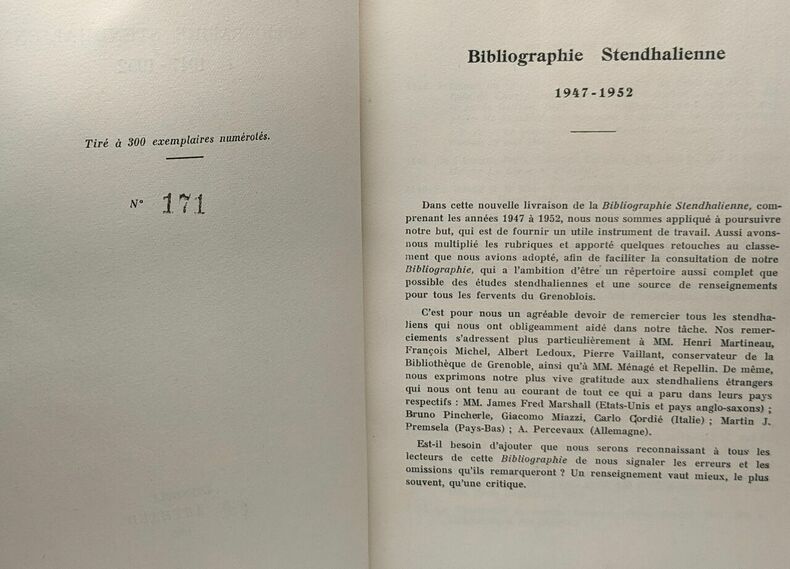 Tiré à 300 exemplaires numérotés.
N° 171
Bibliographie Stendhalienne
1947-1952
Dans cette nouvelle livraison de la Bibliographie Stendhalienne, com-
prenant les années 1947 à 1952, nous nous sommes appliqué à poursuivre
notre but, qui est de fournir un utile instrument de travail. Aussi avons-
nous multiplié les rubriques et apporté quelques retouches au classe-
ment que nous avions adopté, afin de faciliter la consultation de notre
Bibliographie, qui a l'ambition d'être un répertoire aussi complet que
possible des études stendhaliennes et une source de renseignements
pour tous les fervents du Grenoblois.
C'est pour nous un agréable devoir de remercier tous les stendha-
liens qui nous ont obligeamment aidé dans notre tâche. Nos remer-
ciements s'adressent plus particulièrement à MM. Henri Martineau,
François Michel, Albert Ledoux, Pierre Vaillant, conservateur de la
Bibliothèque de Grenoble, ainsi qu'à MM. Ménagé et Repellin. De même,
nous exprimons notre plus vive gratitude aux stendhaliens étrangers
qui nous ont tenu au courant de tout ce qui a paru dans leurs pays
respectifs : MM. James Fred Marshall (Etats-Unis et pays anglo-saxons) ;
Bruno Pincherle, Giacomo Miazzi, Carlo Cordié (Italie) ; Martin J.
Premsela (Pays-Bas) ; A. Percevaux (Allemagne).
Est-il besoin d'ajouter que nous serons reconnaissant à tous les
lecteurs de cette Bibliographie de nous signaler les erreurs et les
omissions qu'ils remarqueront ? Un renseignement vaut mieux, le plus
souvent, qu'une critique.